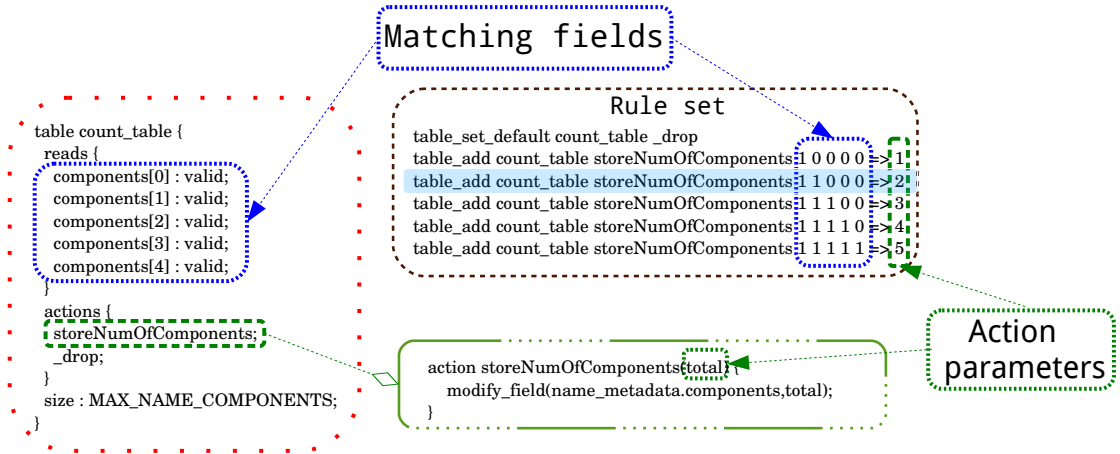 Matching fields
table count_table {
reads {
components[0] : valid;
components[1] : valid;
components[2] : valid;
components[3] : valid;
components[4] : valid;
}
actions {
storeNumOfComponents;
_drop;
}
size : MAX_NAME_COMPONENTS;
}
Rule set
table_set_default count_table _drop
table_add count_table storeNumOfComponents 1 0 0 0 0 => 1
table_add count_table storeNumOfComponents 1 1 0 0 0 => 2
table_add count_table storeNumOfComponents 1 1 1 0 0 => 3
table_add count_table storeNumOfComponents 1 1 1 1 0 => 4
table_add count_table storeNumOfComponents 1 1 1 1 1 => 5
action storeNumOfComponents(total) {
modify_field(name_metadata.components,total);
}
Action
parameters